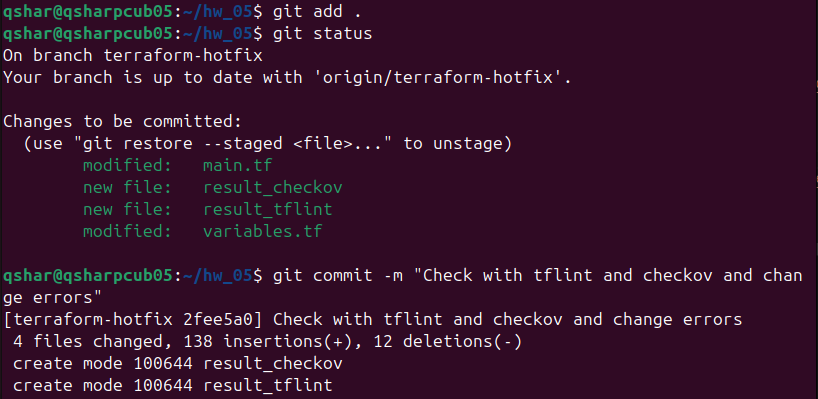 qshar@qsharpcub05:~/hw_05$ git add .
qshar@qsharpcub05:~/hw_05$ git status
On branch terraform-hotfix
Your branch is up to date with 'origin/terraform-hotfix'.
Changes to be committed:
  (use "git restore --staged <file>..." to unstage)
        modified:   main.tf
        new file:   result_checkov
        new file:   result_tflint
        modified:   variables.tf
qshar@qsharpcub05:~/hw_05$ git commit -m "Check with tflint and checkov and chan
ge errors"
[terraform-hotfix 2fee5a0] Check with tflint and checkov and change errors
 4 files changed, 138 insertions(+), 12 deletions(-)
 create mode 100644 result_checkov
 create mode 100644 result_tflint